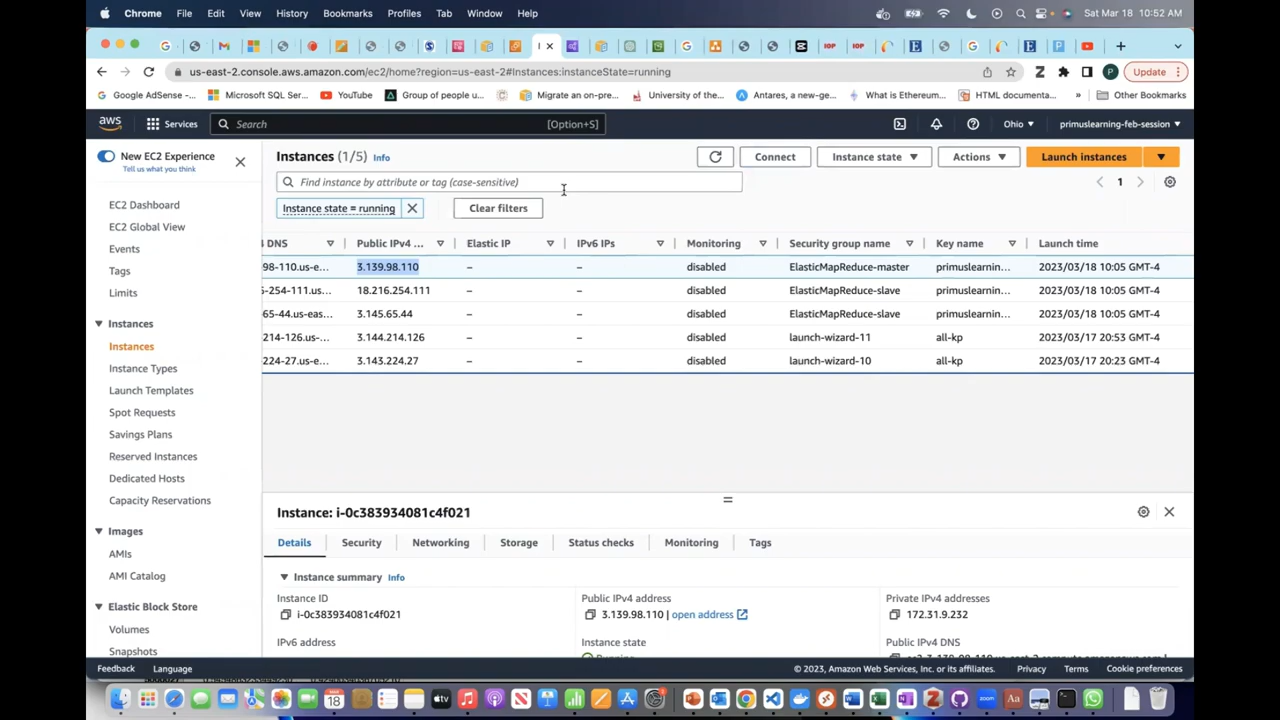 Chrome File Edit View History Bookmarks Profiles Tab Window Help Sat Mar 18 10:52 AM
us-east-2.console.aws.amazon.com/ec2/home?region=us-east-2#Instances:instanceState=running Update
Google AdSense -... Microsoft SQL Ser... YouTube Group of people u... Migrate an on-pre... University of the... Antares, a new-ge... What is Ethereum... HTML documenta... » Other Bookmarks
aws Services Search [Option+S] Ohio primuslearning-feb-session
New EC2 Experience
Tell us what you think
EC2 Dashboard
EC2 Global View
Events
Tags
Limits
Instances
Instances
Instance Types
Launch Templates
Spot Requests
Savings Plans
Reserved Instances
Dedicated Hosts
Capacity Reservations
Images
AMIs
AMI Catalog
Elastic Block Store
Volumes
Snapshots
Instances (1/5) Info Connect Instance state Actions Launch instances
Find instance by attribute or tag (case-sensitive) 1
Instance state = running Clear filters
DNS Public IPv4 ... Elastic IP IPv6 IPs Monitoring Security group name Key name Launch time
98-110.us-e... 3.139.98.110 – – disabled ElasticMapReduce-master primuslearnin... 2023/03/18 10:05 GMT-4
-254-111.us... 18.216.254.111 – – disabled ElasticMapReduce-slave primuslearnin... 2023/03/18 10:05 GMT-4
65-44.us-eas... 3.145.65.44 – – disabled ElasticMapReduce-slave primuslearnin... 2023/03/18 10:05 GMT-4
214-126.us-e... 3.144.214.126 – – disabled launch-wizard-11 all-kp 2023/03/17 20:53 GMT-4
224-27.us-e... 3.143.224.27 – – disabled launch-wizard-10 all-kp 2023/03/17 20:23 GMT-4
Instance: i-0c383934081c4f021
Details Security Networking Storage Status checks Monitoring Tags
Instance summary Info
Instance ID Public IPv4 address Private IPv4 addresses
i-0c383934081c4f021 3.139.98.110 | open address 172.31.9.232
IPv6 address Instance state Public IPv4 DNS
Feedback Language © 2023, Amazon Web Services, Inc. or its affiliates. Privacy Terms Cookie preferences